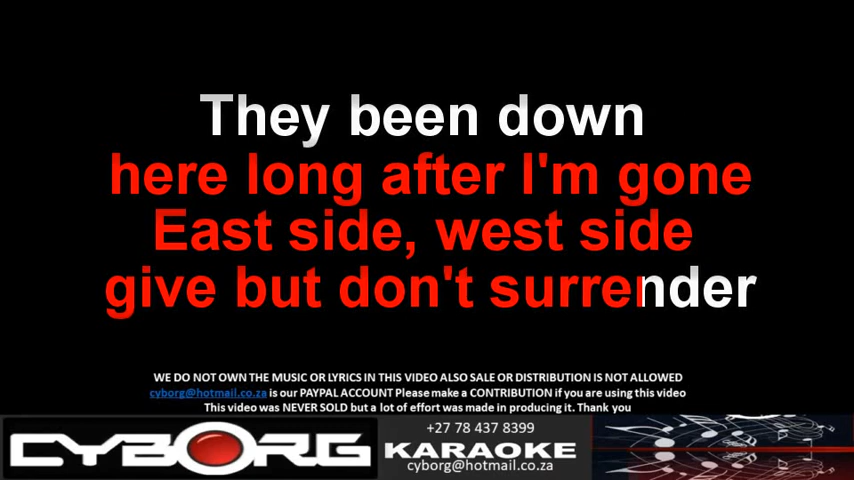 They been down
here long after I'm gone
East side, west side
give but don't surrender
WE DO NOT OWN THE MUSIC OR LYRICS IN THIS VIDEO ALSO SALE OR DISTRIBUTION IS NOT ALLOWED
cyborg@hotmail.co.za is our PAYPAL ACCOUNT Please make a CONTRIBUTION if you are using this video
This video was NEVER SOLD but a lot of effort was made in producing it. Thank you
CYBORG
+27 78 437 8399
KARAOKE
cyborg@hotmail.co.za